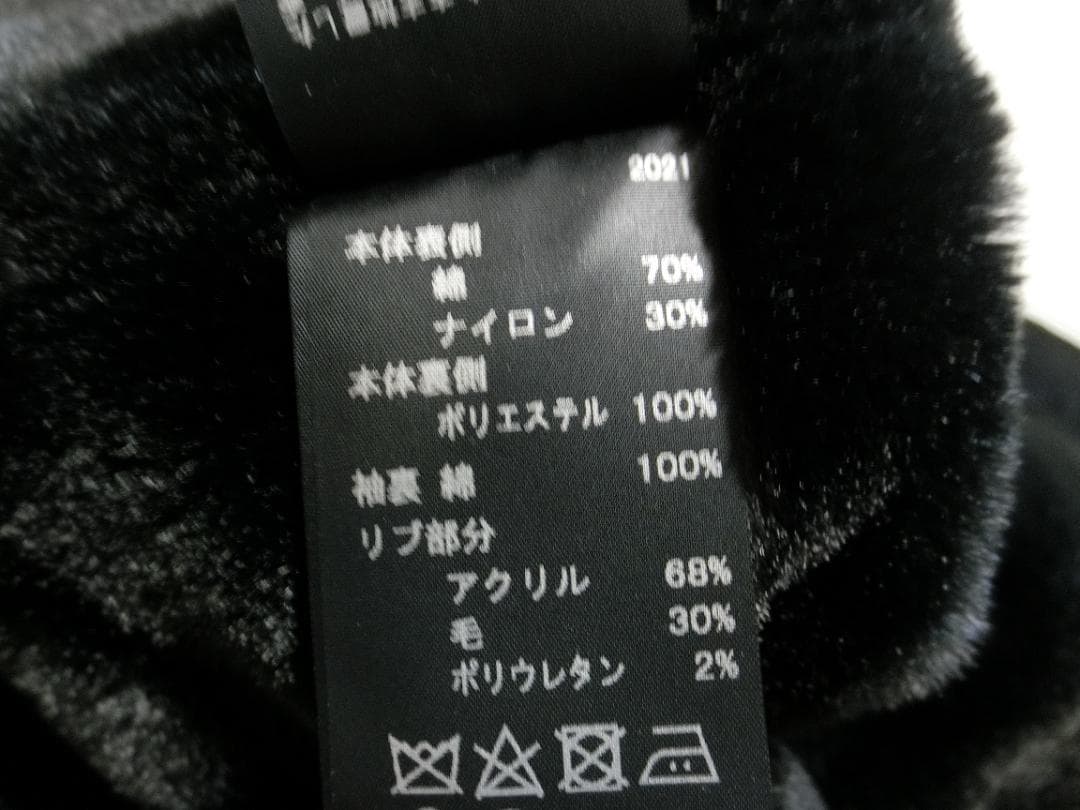 2021
本体裏側
綿 70%
ナイロン 30%
本体裏側
ポリエステル 100%
袖裏 綿 100%
リブ部分
アクリル 68%
毛 30%
ポリウレタン 2%